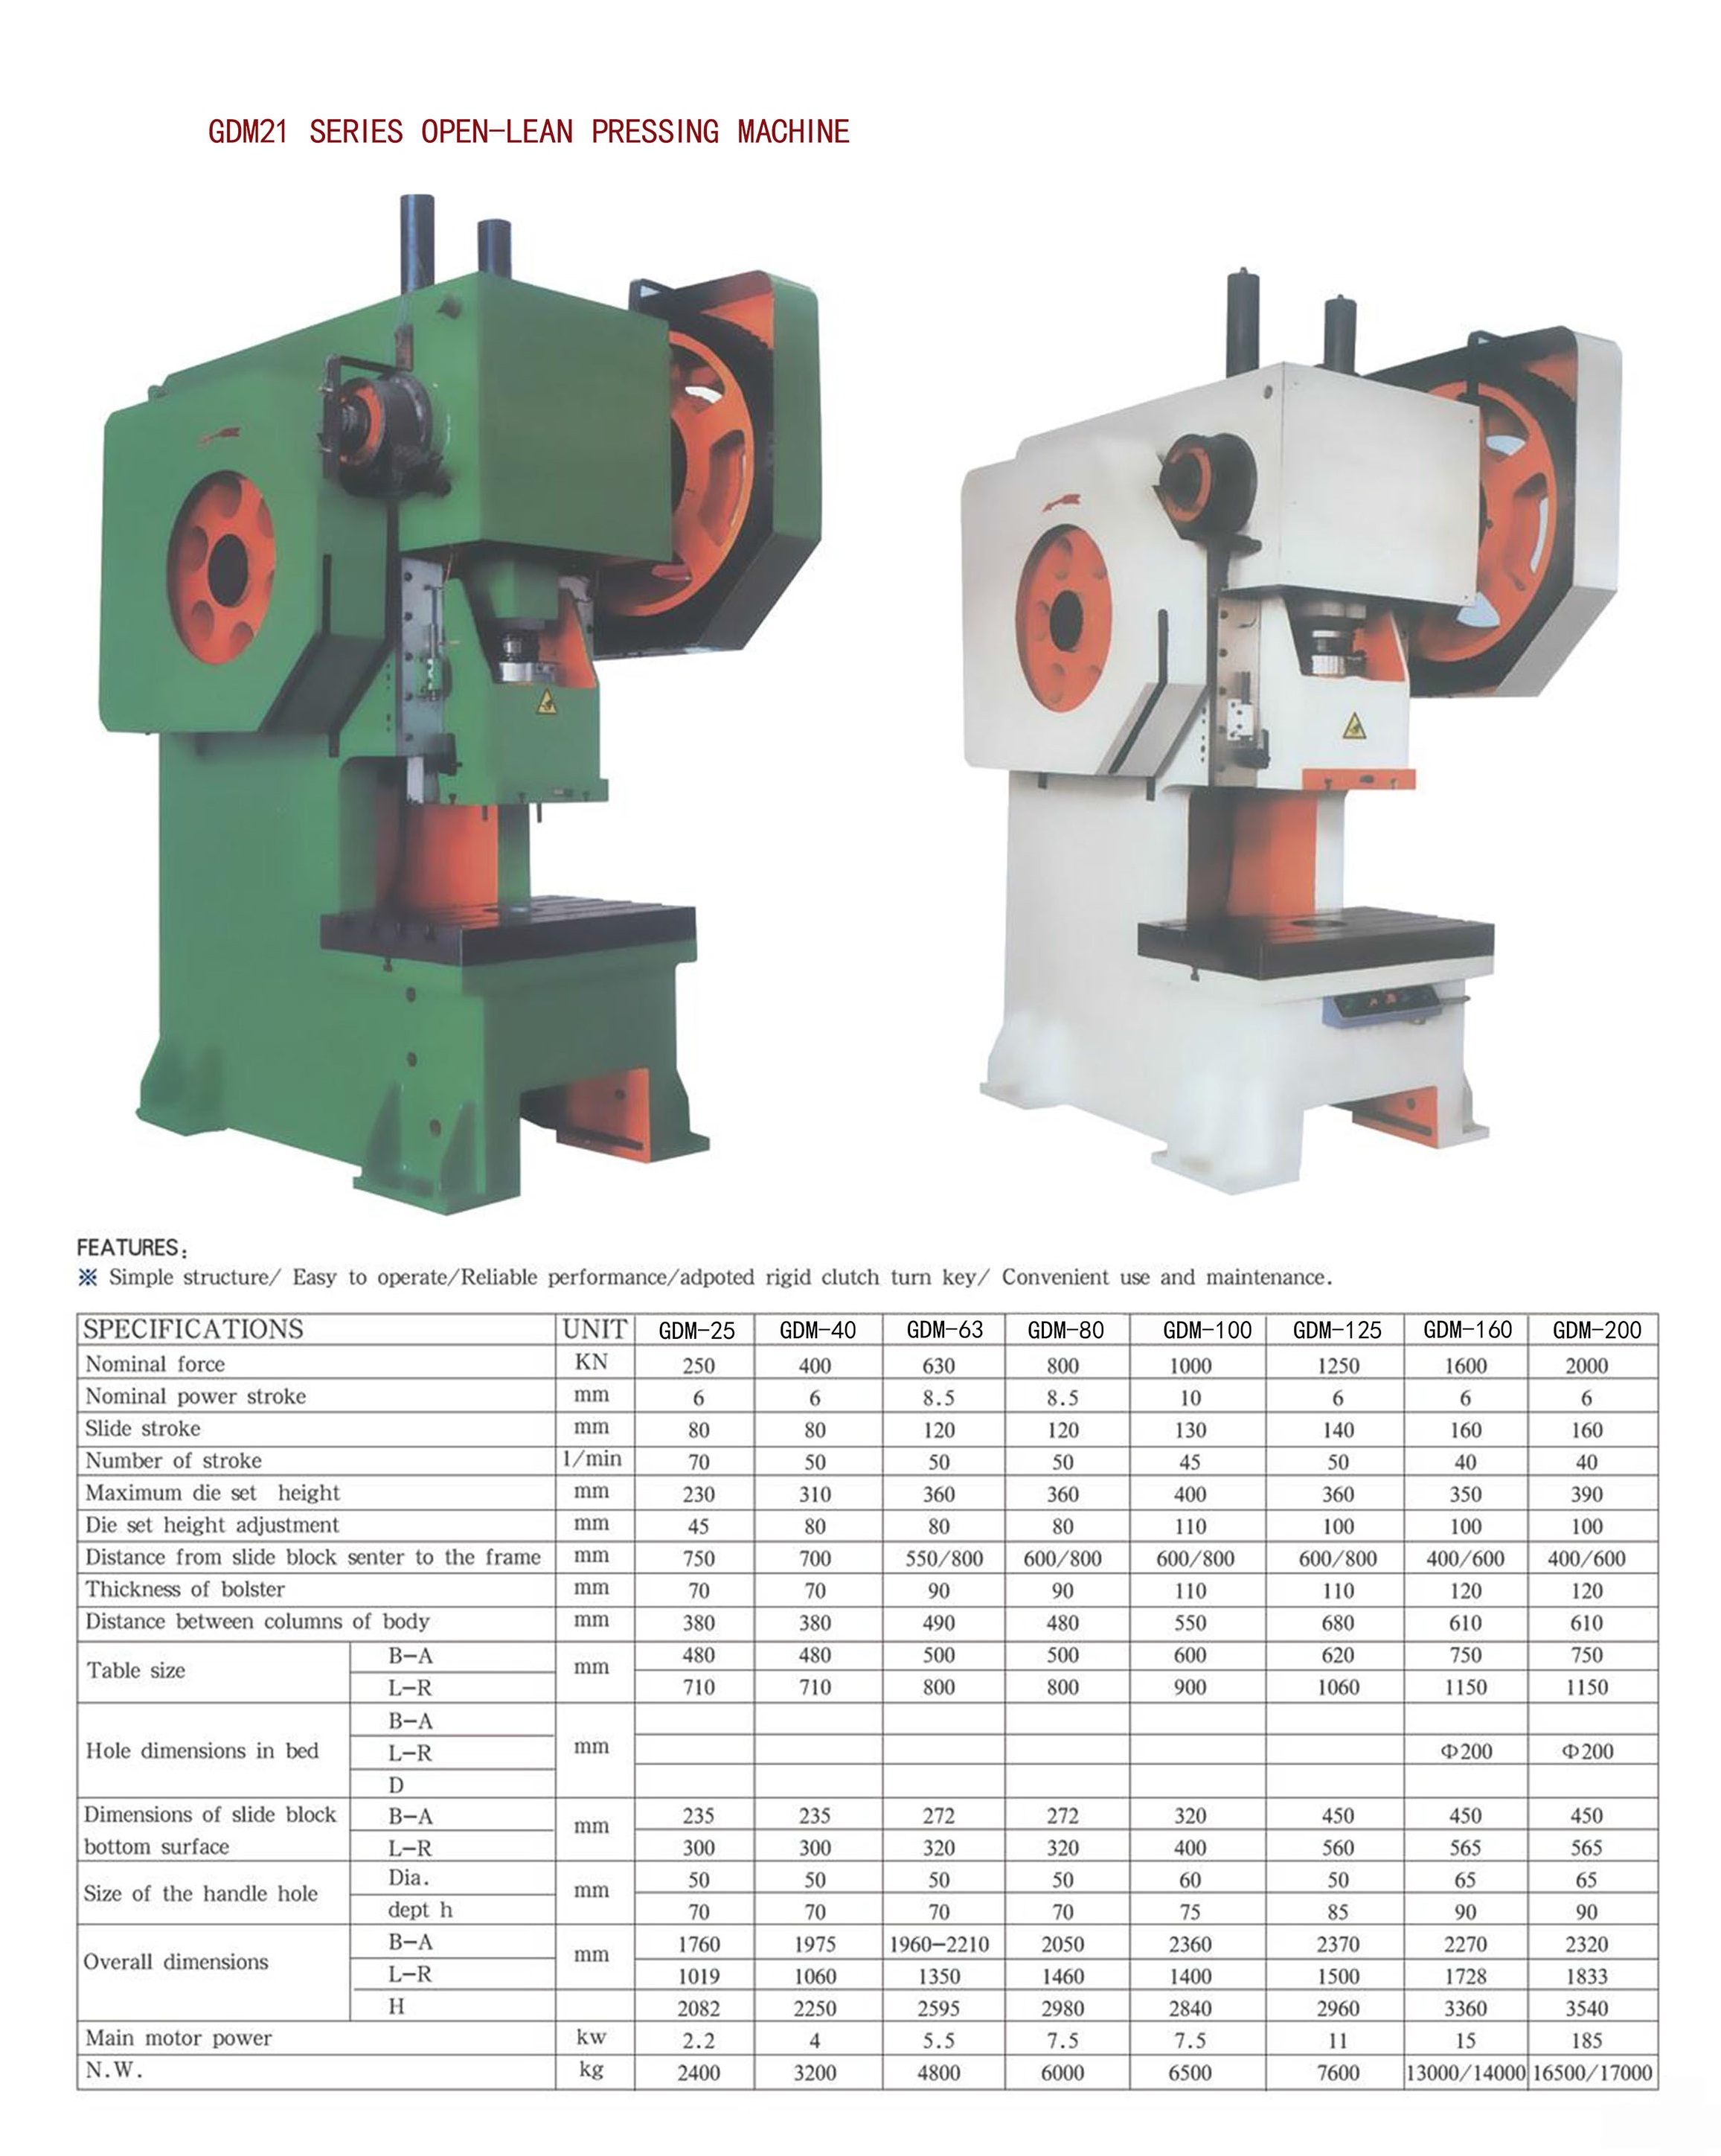 GDM21 SERIES OPEN-LEAN PRESSING MACHINE
FEATURES:
※ Simple structure/ Easy to operate/Reliable performance/adpoted rigid clutch turn key/ Convenient use and maintenance.
SPECIFICATIONS UNIT GDM-25 GDM-40 GDM-63 GDM-80 GDM-100 GDM-125 GDM-160 GDM-200
Nominal force KN 250 400 630 800 1000 1250 1600 2000
Nominal power stroke mm 6 6 8.5 8.5 10 6 6 6
Slide stroke mm 80 80 120 120 130 140 160 160
Number of stroke 1/min 70 50 50 50 45 50 40 40
Maximum die set height mm 230 310 360 360 400 360 350 390
Die set height adjustment mm 45 80 80 80 110 100 100 100
Distance from slide block senter to the frame mm 750 700 550/800 600/800 600/800 600/800 400/600 400/600
Thickness of bolster mm 70 70 90 90 110 110 120 120
Distance between columns of body mm 380 380 490 480 550 680 610 610
Table size mm
B-A 480 480 500 500 600 620 750 750
L-R 710 710 800 800 900 1060 1150 1150
Hole dimensions in bed mm
B-A
L-R Φ200 Φ200
D
Dimensions of slide block
bottom surface mm
B-A 235 235 272 272 320 450 450 450
L-R 300 300 320 320 400 560 565 565
Size of the handle hole mm
Dia. 50 50 50 50 60 50 65 65
dept h 70 70 70 70 75 85 90 90
Overall dimensions mm
B-A 1760 1975 1960-2210 2050 2360 2370 2270 2320
L-R 1019 1060 1350 1460 1400 1500 1728 1833
H 2082 2250 2595 2980 2840 2960 3360 3540
Main motor power kw 2.2 4 5.5 7.5 7.5 11 15 185
N.W. kg 2400 3200 4800 6000 6500 7600 13000/14000 16500/17000